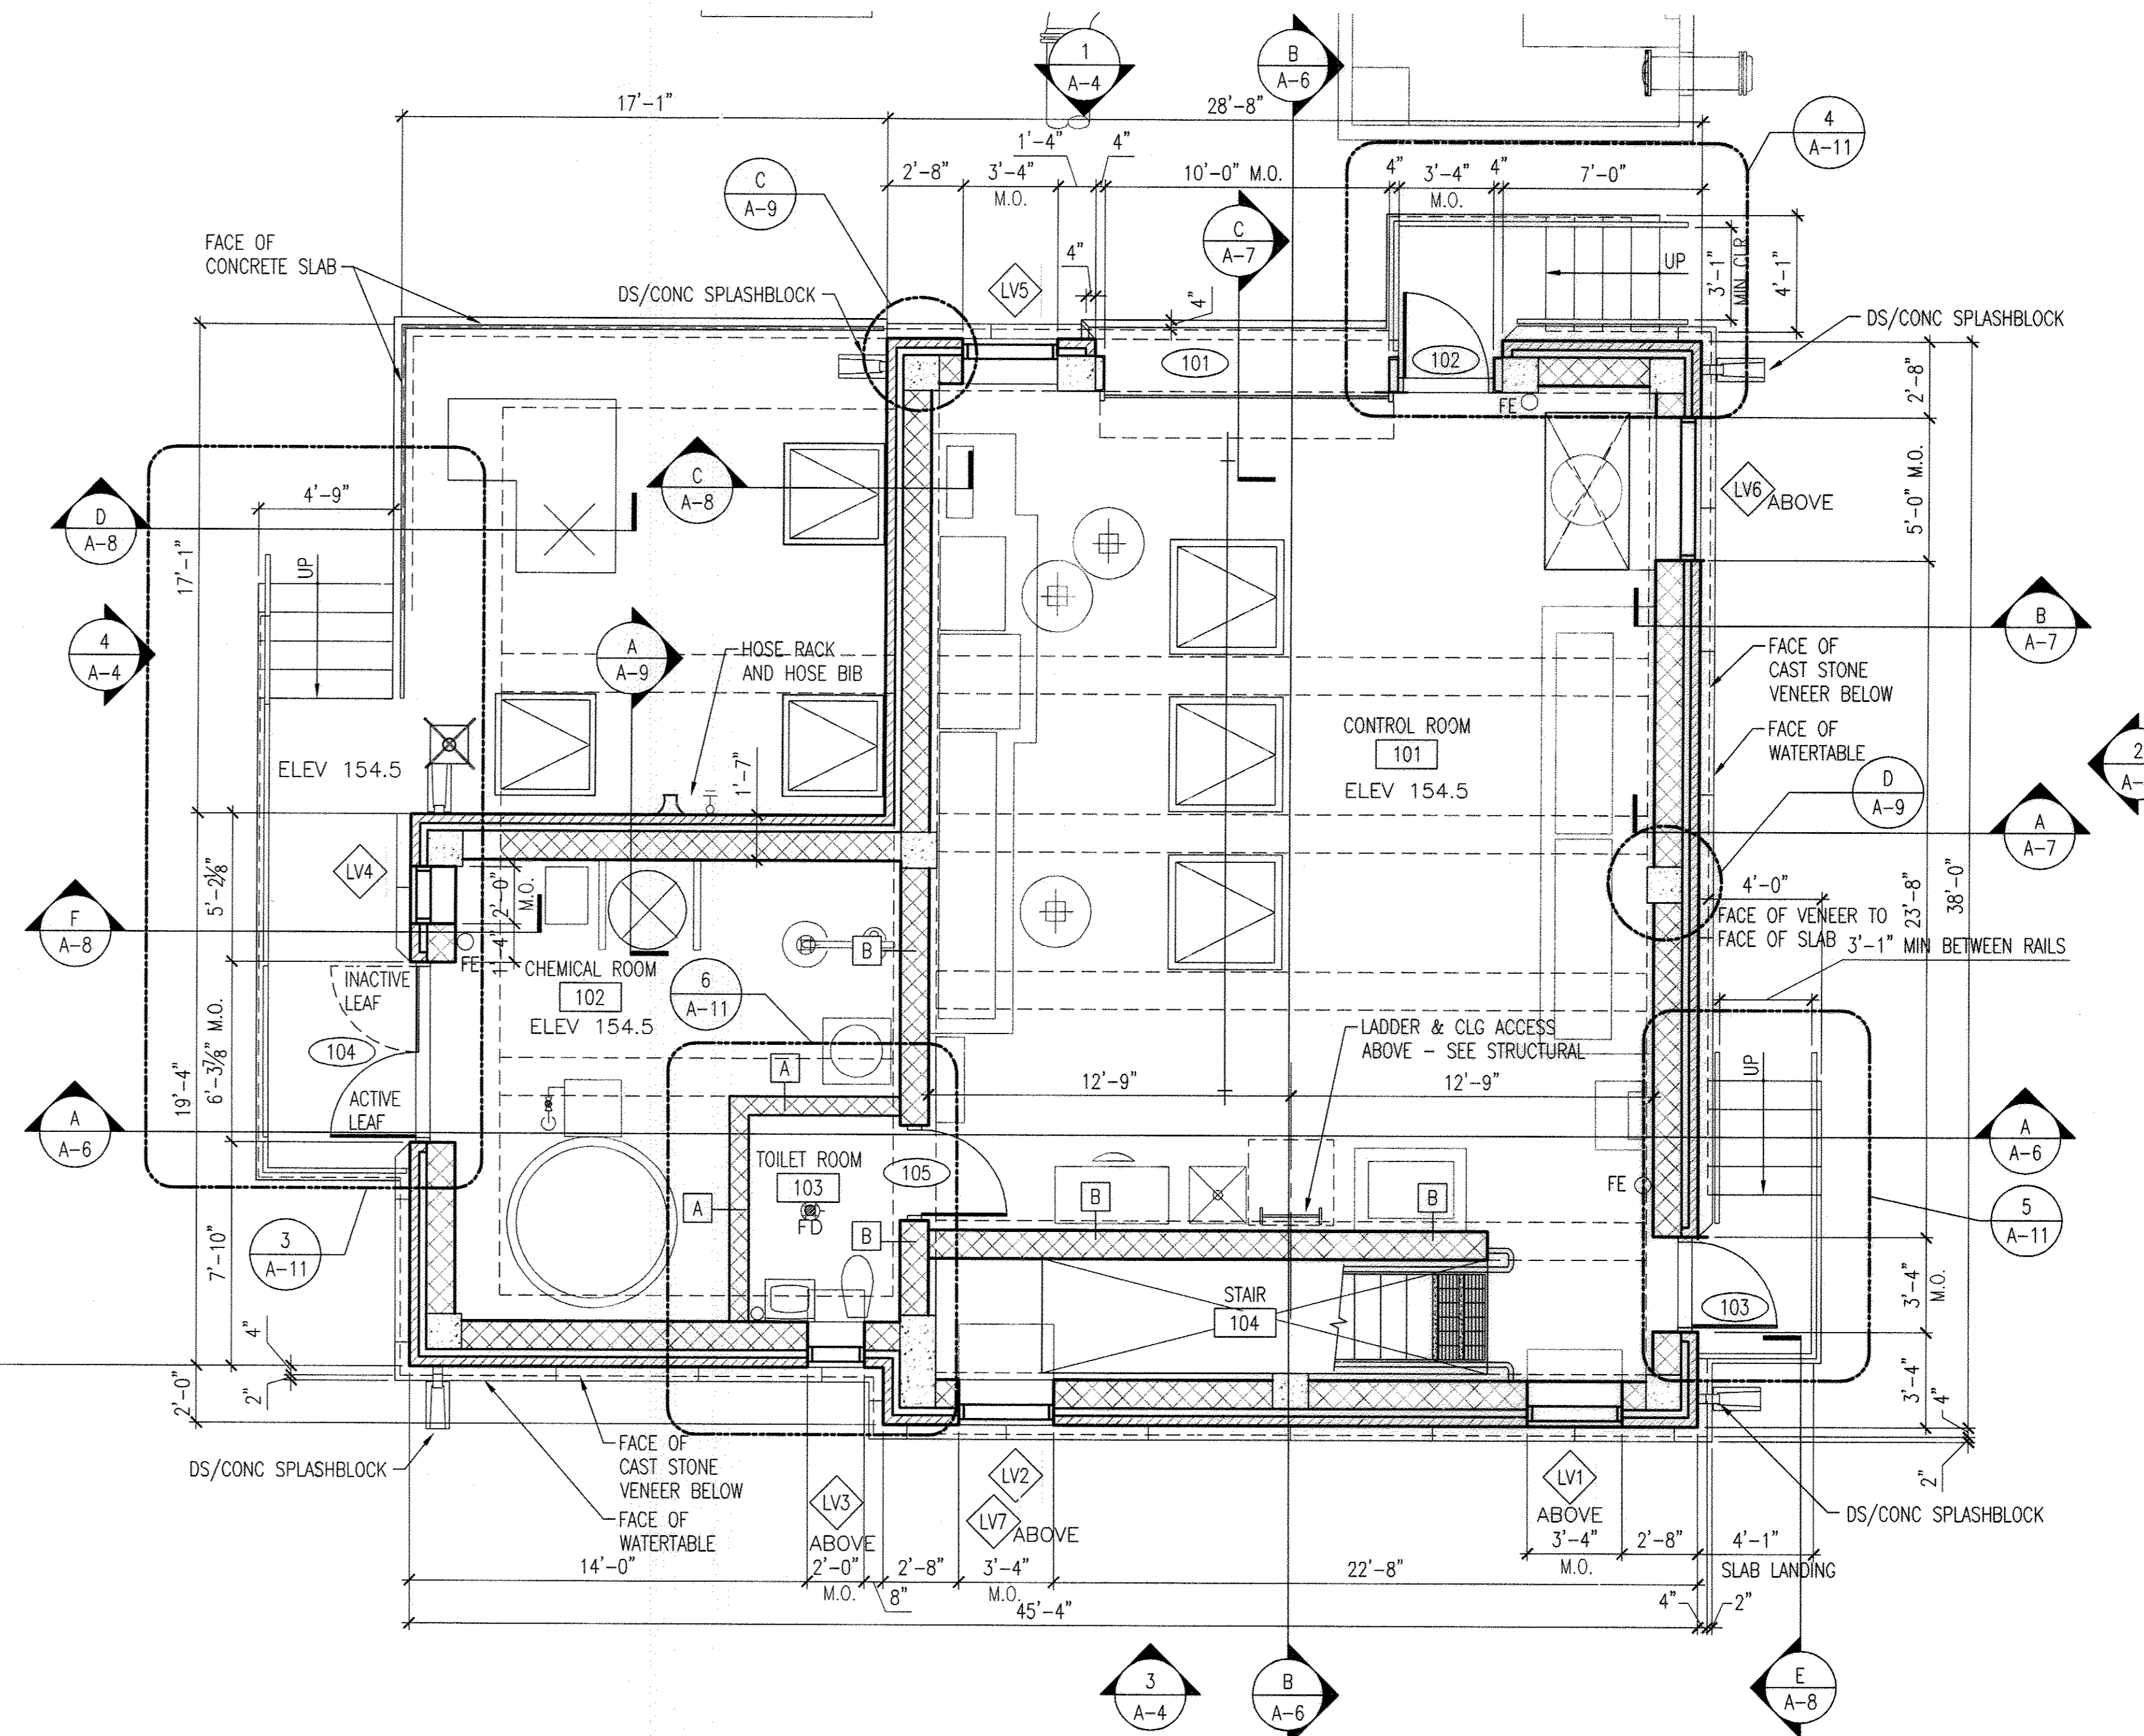 1
A-4
B
A-6
17'-1"
28'-8"
4
A-11
1'-4"
4"
C
A-9
2'-8"
3'-4"
M.O.
10'-0" M.O.
4"
3'-4"
M.O.
4"
7'-0"
C
A-7
FACE OF
CONCRETE SLAB
4"
LV5
DS/CONC SPLASHBLOCK
4"
UP
3'-1"
MIN CLR
4'-1"
DS/CONC SPLASHBLOCK
101
102
FE
2'-8"
C
A-8
4'-9"
D
A-8
LV6
ABOVE
5'-0" M.O.
17'-1"
UP
4
A-4
A
A-9
HOSE RACK
AND HOSE BIB
B
A-7
FACE OF
CAST STONE
VENEER BELOW
CONTROL ROOM
101
ELEV 154.5
FACE OF
WATERTABLE
2
ELEV 154.5
1'-7"
D
A-9
A
A-7
LV4
5'-2 1/8"
2'-0"
M.O.
23'-8"
38'-0"
4'-0"
FACE OF VENEER TO
FACE OF SLAB
3'-1" MIN BETWEEN RAILS
F
A-8
FE
1'-4"
B
CHEMICAL ROOM
102
ELEV 154.5
6
A-11
INACTIVE
LEAF
104
ACTIVE
LEAF
6'-3 7/8" M.O.
19'-4"
LADDER & CLG ACCESS
ABOVE - SEE STRUCTURAL
A
12'-9"
12'-9"
UP
A
A-6
A
A-6
TOILET ROOM
103
FD
105
A
B
B
B
FE
5
A-11
3
A-11
7'-10"
STAIR
104
103
3'-4"
M.O.
3'-4"
4"
2"
2'-0"
4"
2"
DS/CONC SPLASHBLOCK
FACE OF
CAST STONE
VENEER BELOW
FACE OF
WATERTABLE
LV3
ABOVE
LV2
LV7
ABOVE
LV1
ABOVE
DS/CONC SPLASHBLOCK
14'-0"
2'-0"
M.O.
8"
2'-8"
3'-4"
M.O.
22'-8"
3'-4"
M.O.
2'-8"
4'-1"
SLAB LANDING
45'-4"
4"
2"
3
A-4
B
A-6
E
A-8